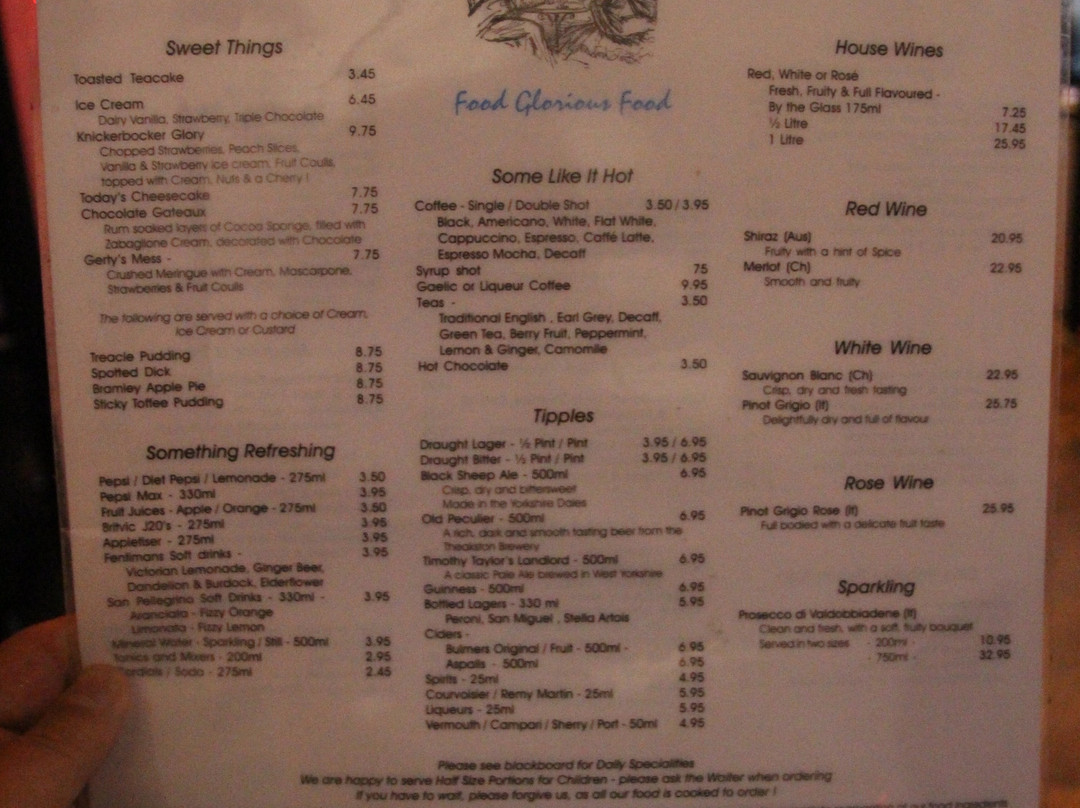 Sweet Things
Toasted Teacake 3.45
Ice Cream 6.45
Dairy Vanilla, Strawberry, Triple Chocolate
Knickerbocker Glory 9.75
Chopped Strawberries, Peach Slices,
Vanilla & Strawberry ice cream, Fruit Coulis,
topped with Cream, Nuts & a Cherry !
Today's Cheesecake 7.75
Chocolate Gateaux 7.75
Rum soaked layers of Cocoa Sponge, filled with
Zabaglione Cream, decorated with Chocolate
Gerty's Mess - 7.75
Crushed Meringue with Cream, Mascarpone,
Strawberries & Fruit Coulis
The following are served with a choice of Cream,
Ice Cream or Custard
Treacle Pudding 8.75
Spotted Dick 8.75
Bramley Apple Pie 8.75
Sticky Toffee Pudding 8.75
Something Refreshing
Pepsi / Diet Pepsi / Lemonade - 275ml 3.50
Pepsi Max - 330ml 3.95
Fruit Juices - Apple / Orange - 275ml 3.50
Britvic J20's - 275ml 3.95
Appletiser - 275ml 3.95
Fentimans Soft drinks - 3.95
Victorian Lemonade, Ginger Beer,
Dandelion & Burdock, Elderflower
San Pellegrino Soft Drinks - 330ml - 3.95
Aranciata - Fizzy Orange
Limonata - Fizzy Lemon
Mineral Water - Sparkling / Still - 500ml 3.95
Tonics and Mixers - 200ml 2.95
/ Soda - 275ml 2.45
Food Glorious Food
Some Like It Hot
Coffee - Single / Double Shot 3.50 / 3.95
Black, Americano, White, Flat White,
Cappuccino, Espresso, Caffé Latte,
Espresso Mocha, Decaff
Syrup shot 75
Gaelic or Liqueur Coffee 9.95
Teas - 3.50
Traditional English , Earl Grey, Decaff,
Green Tea, Berry Fruit, Peppermint,
Lemon & Ginger, Camomile
Hot Chocolate 3.50
Tipples
Draught Lager - ½ Pint / Pint 3.95 / 6.95
Draught Bitter - ½ Pint / Pint 3.95 / 6.95
Black Sheep Ale - 500ml 6.95
Crisp, dry and bittersweet
Made in the Yorkshire Dales
Old Peculier - 500ml 6.95
A rich, dark and smooth tasting beer from the
Theakston Brewery
Timothy Taylor's Landlord - 500ml 6.95
A classic Pale Ale brewed in West Yorkshire
Guinness - 500ml 6.95
Bottled Lagers - 330 ml 5.95
Peroni, San Miguel , Stella Artois
Ciders -
Bulmers Original / Fruit - 500ml - 6.95
Aspalls - 500ml 6.95
Spirits - 25ml 4.95
Courvoisier / Remy Martin - 25ml 5.95
Liqueurs - 25ml 5.95
Vermouth / Campari / Sherry / Port - 50ml 4.95
House Wines
Red, White or Rosé
Fresh, Fruity & Full Flavoured -
By the Glass 175ml 7.25
½ Litre 17.45
1 Litre 25.95
Red Wine
Shiraz (Aus) 20.95
Fruity with a hint of Spice
Merlot (Ch) 22.95
Smooth and fruity
White Wine
Sauvignon Blanc (Ch) 22.95
Crisp, dry and fresh tasting
Pinot Grigio (It) 25.75
Delightfully dry and full of flavour
Rose Wine
Pinot Grigio Rose (It) 25.95
Full bodied with a delicate fruit taste
Sparkling
Prosecco di Valdobbiadene (It)
Clean and fresh, with a soft, fruity bouquet
Served in two sizes - 200ml - 10.95
- 750ml - 32.95
Please see blackboard for Daily Specialities
We are happy to serve Half Size Portions for Children - please ask the Waiter when ordering
If you have to wait, please forgive us, as all our food is cooked to order !